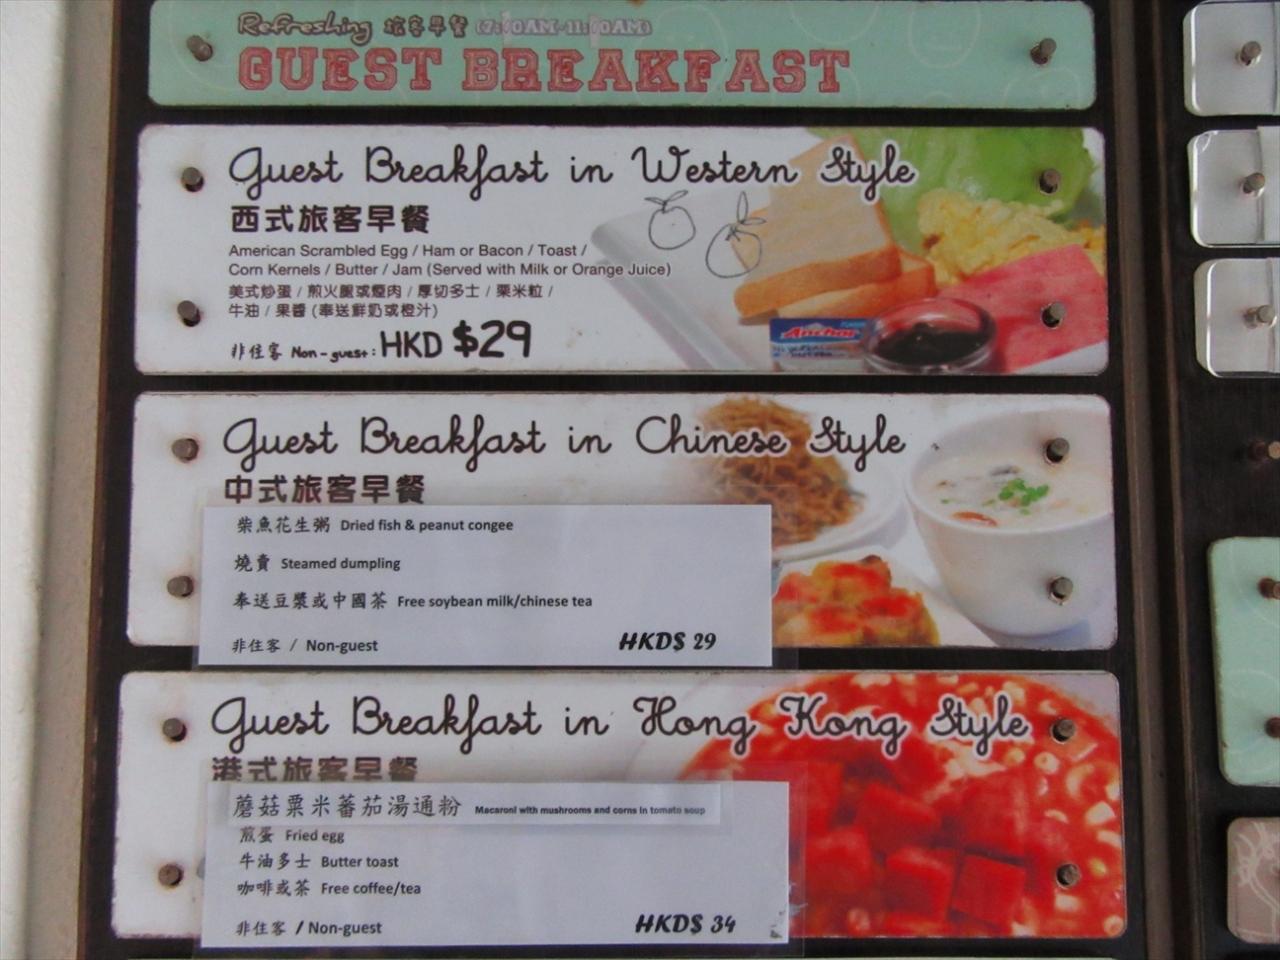 Refreshing 旅客早餐 (7:00AM-11:00AM)
GUEST BREAKFAST
Guest Breakfast in Western Style
西式旅客早餐
American Scrambled Egg / Ham or Bacon / Toast /
Corn Kernels / Butter / Jam (Served with Milk or Orange Juice)
美式炒蛋 / 煎火腿或煙肉 / 厚切多士 / 粟米粒 /
牛油 / 果醬 (奉送鮮奶或橙汁)
非住客 Non-guest: HKD $29
Anchor
Guest Breakfast in Chinese Style
中式旅客早餐
柴魚花生粥 Dried fish & peanut congee
燒賣 Steamed dumpling
奉送豆漿或中國茶 Free soybean milk/chinese tea
非住客 / Non-guest HKD$ 29
Guest Breakfast in Hong Kong Style
港式旅客早餐
蘑菇粟米蕃茄湯通粉 Macaroni with mushrooms and corns in tomato soup
煎蛋 Fried egg
牛油多士 Butter toast
咖啡或茶 Free coffee/tea
非住客 / Non-guest HKD$ 34